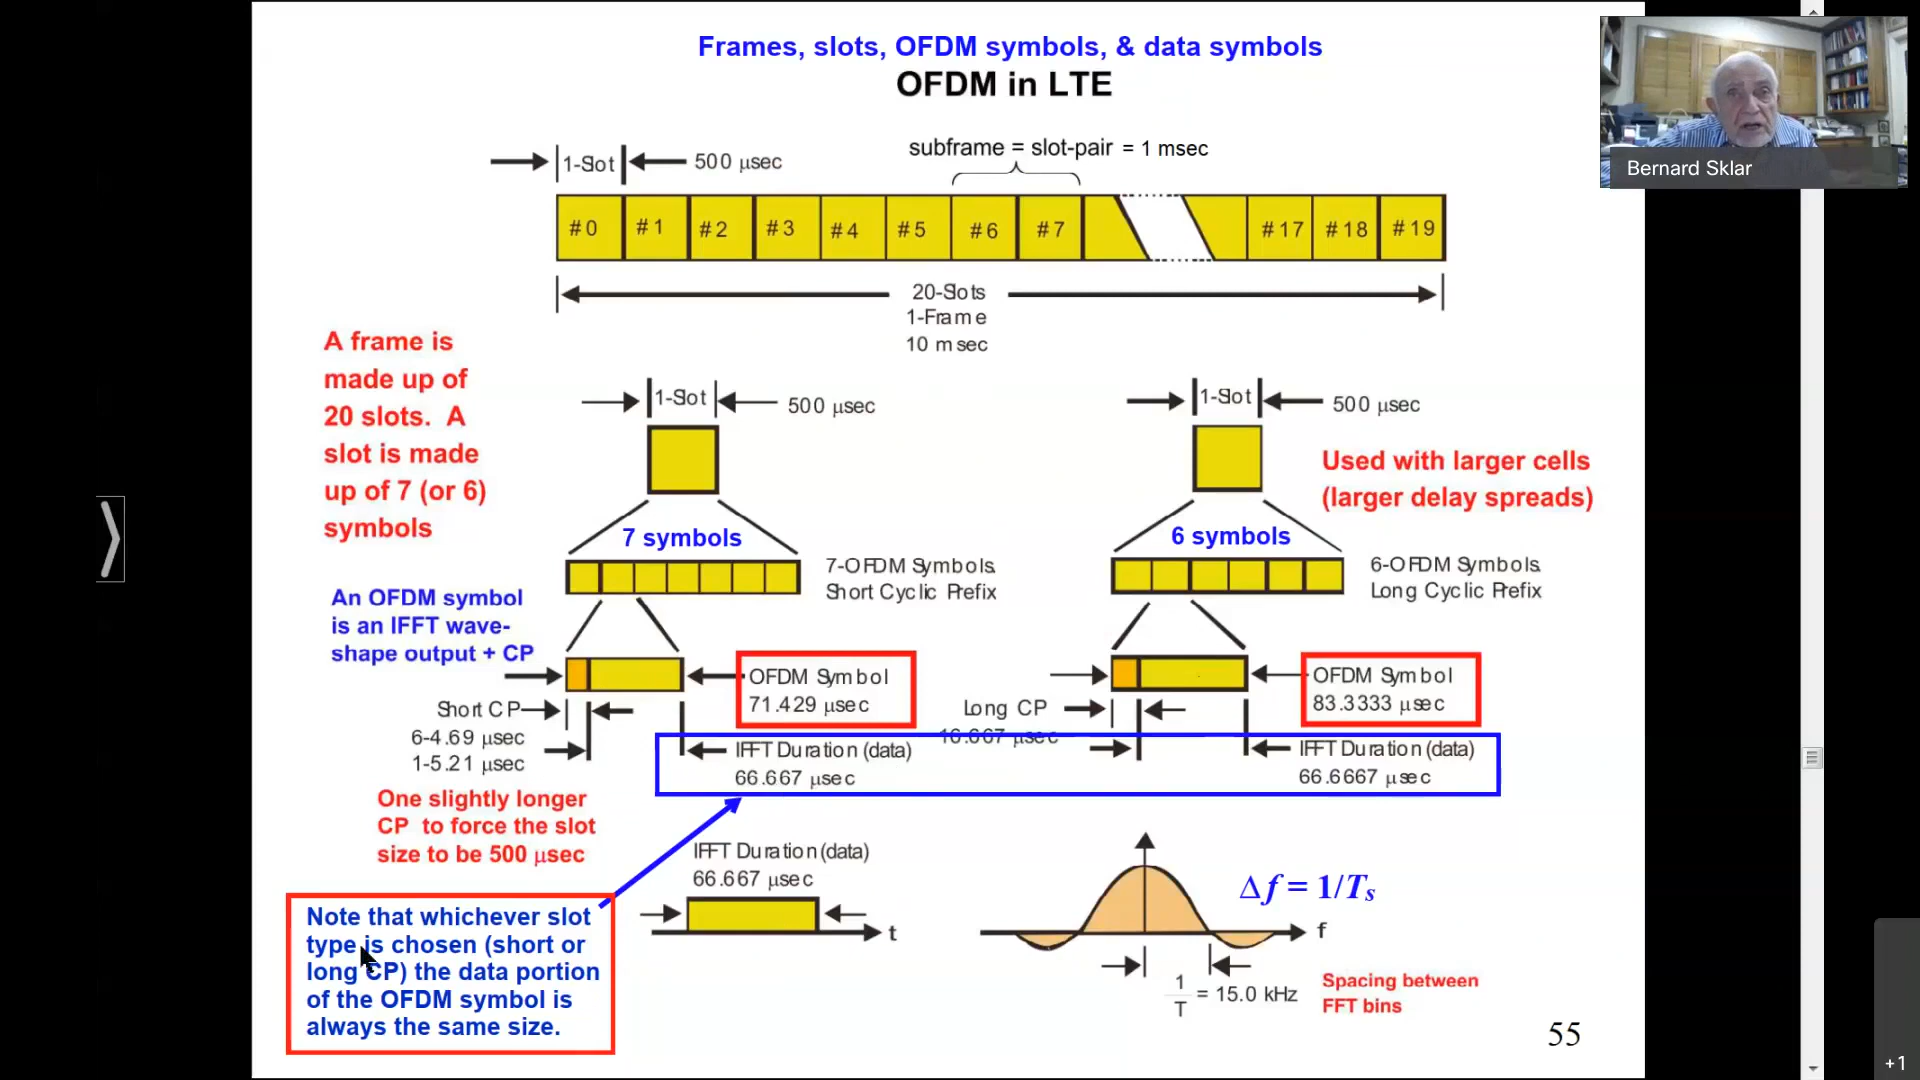 Frames, slots, OFDM symbols, & data symbols
OFDM in LTE
Bernard Sklar
subframe = slot-pair = 1 msec
1-Slot
500 μsec
#0 #1 #2 #3 #4 #5 #6 #7 #17 #18 #19
20-Slots
1-Frame
10 msec
A frame is
made up of
20 slots. A
slot is made
up of 7 (or 6)
symbols
1-Slot
500 μsec
7 symbols
7-OFDM Symbols.
Short Cyclic Prefix
1-Slot
500 μsec
Used with larger cells
(larger delay spreads)
6 symbols
6-OFDM Symbols.
Long Cyclic Prefix
An OFDM symbol
is an IFFT wave-
shape output + CP
OFDM Symbol
71.429 μsec
Short CP
6-4.69 μsec
1-5.21 μsec
IFFT Duration (data)
66.667 μsec
OFDM Symbol
83.3333 μsec
Long CP
16.667 μsec
IFFT Duration (data)
66.6667 μsec
One slightly longer
CP to force the slot
size to be 500 μsec
Note that whichever slot
type is chosen (short or
long CP) the data portion
of the OFDM symbol is
always the same size.
IFFT Duration (data)
66.667 μsec
t
Δf = 1/Ts
f
1/T = 15.0 kHz
Spacing between
FFT bins
55
+1